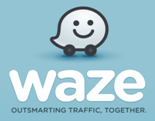 waze
OUTSMARTING TRAFFIC, TOGETHER.